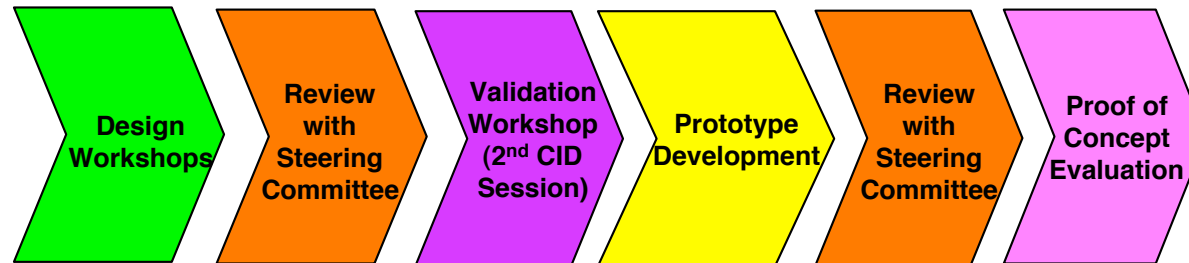 Design
Workshops
Review
with
Steering
Committee
Validation
Workshop
(2nd CID
Session)
Prototype
Development
Review
with
Steering
Committee
Proof of
Concept
Evaluation